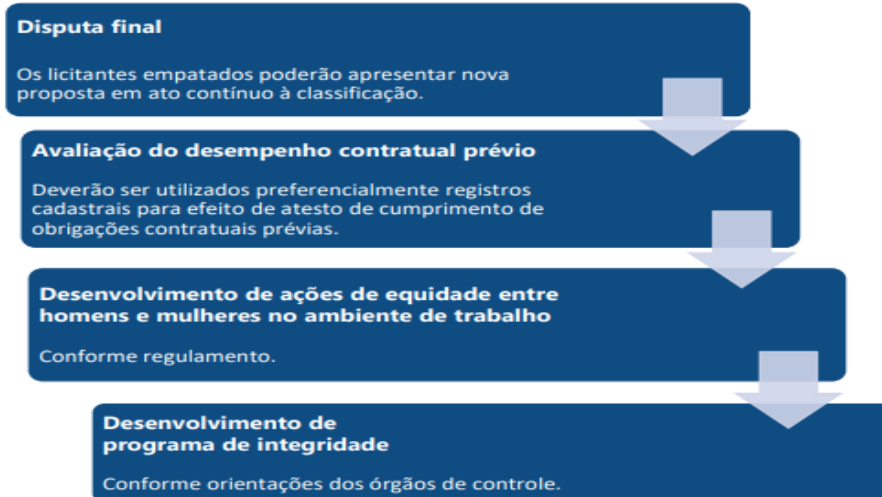 Disputa final
Os licitantes empatados poderão apresentar nova
proposta em ato contínuo à classificação.
Avaliação do desempenho contratual prévio
Deverão ser utilizados preferencialmente registros
cadastrais para efeito de atesto de cumprimento de
obrigações contratuais prévias.
Desenvolvimento de ações de equidade entre
homens e mulheres no ambiente de trabalho
Conforme regulamento.
Desenvolvimento de
programa de integridade
Conforme orientações dos órgãos de controle.